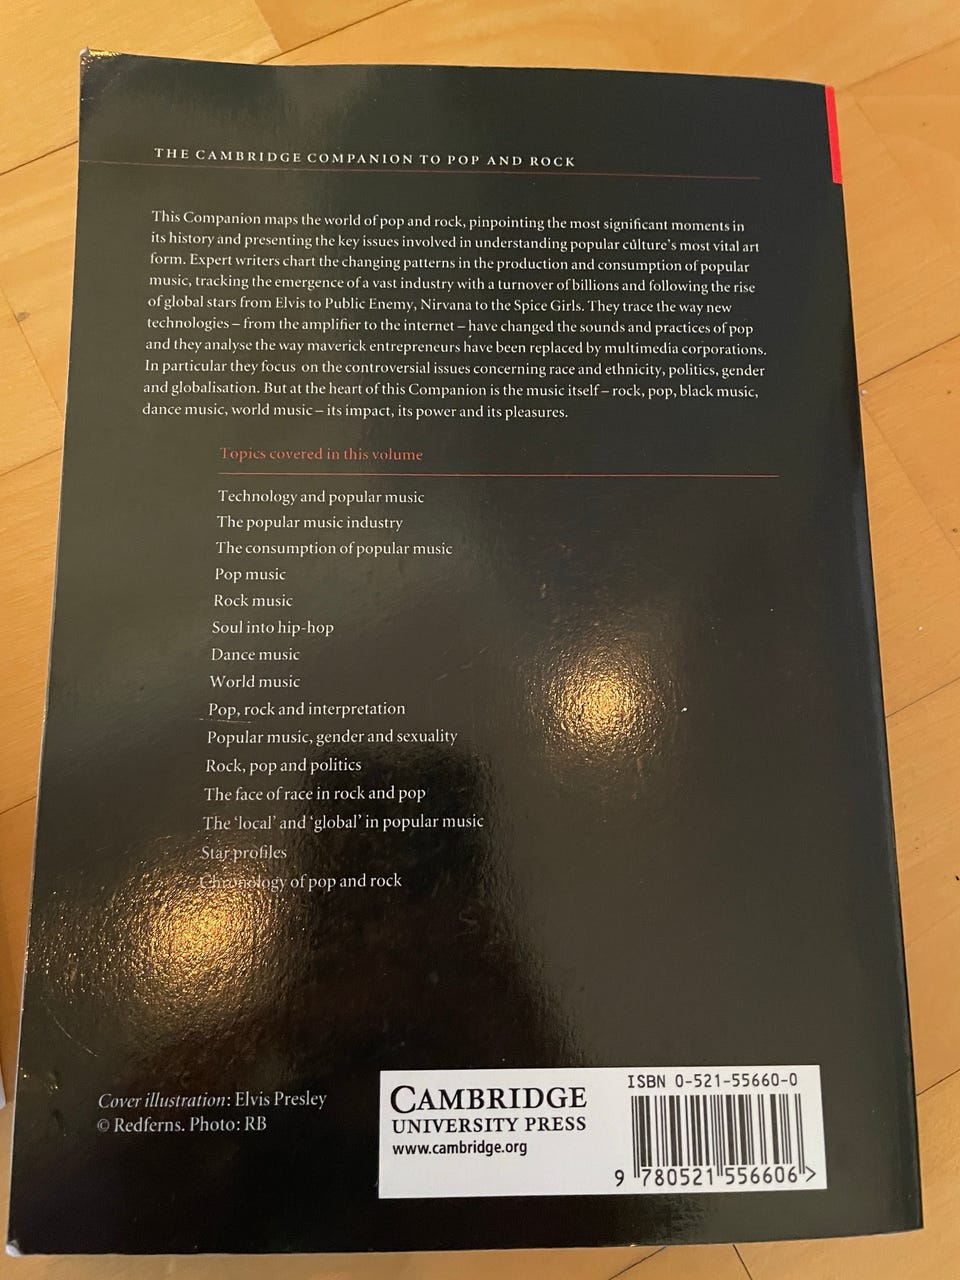 THE CAMBRIDGE COMPANION TO POP AND ROCK
This Companion maps the world of pop and rock, pinpointing the most significant moments in
its history and presenting the key issues involved in understanding popular culture's most vital art
form. Expert writers chart the changing patterns in the production and consumption of popular
music, tracking the emergence of a vast industry with a turnover of billions and following the rise
of global stars from Elvis to Public Enemy, Nirvana to the Spice Girls. They trace the way new
technologies – from the amplifier to the internet – have changed the sounds and practices of pop
and they analyse the way maverick entrepreneurs have been replaced by multimedia corporations.
In particular they focus on the controversial issues concerning race and ethnicity, politics, gender
and globalisation. But at the heart of this Companion is the music itself – rock, pop, black music,
dance music, world music – its impact, its power and its pleasures.
Topics covered in this volume
Technology and popular music
The popular music industry
The consumption of popular music
Pop music
Rock music
Soul into hip-hop
Dance music
World music
Pop, rock and interpretation
Popular music, gender and sexuality
Rock, pop and politics
The face of race in rock and pop
The 'local' and 'global' in popular music
Star profiles
Chronology of pop and rock
Cover illustration: Elvis Presley
© Redferns. Photo: RB
CAMBRIDGE
UNIVERSITY PRESS
www.cambridge.org
ISBN 0-521-55660-0
9 780521 556606 >